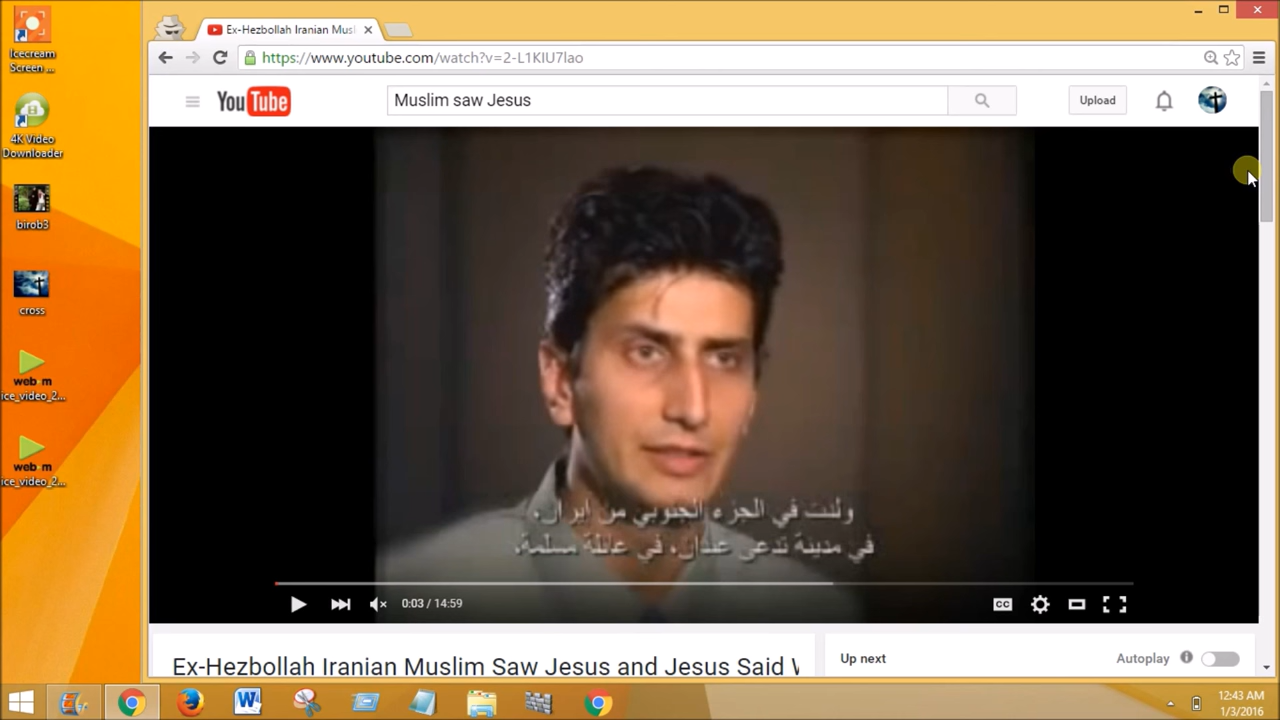 Ex-Hezbollah Iranian Musl
https://www.youtube.com/watch?v=2-L1KIU7lao
YouTube
Muslim saw Jesus
Upload
Icecream
Screen ...
4K Video
Downloader
birob3
cross
web-m
ice_video_2...
web-m
ice_video_2...
ولدت في الجزء الجنوبي من إيران،
في مدينة تدعى عبدان، في عائلة مسلمة،
0:03 / 14:59
CC
Ex-Hezbollah Iranian Muslim Saw Jesus and Jesus Said
Up next
Autoplay
12:43 AM
1/3/2016